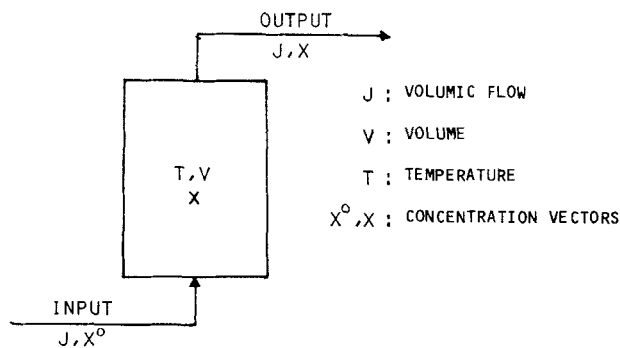 OUTPUT
J,X
J : VOLUMIC FLOW
V : VOLUME
T,V
X
T : TEMPERATURE
X°,X : CONCENTRATION VECTORS
INPUT
J,X°